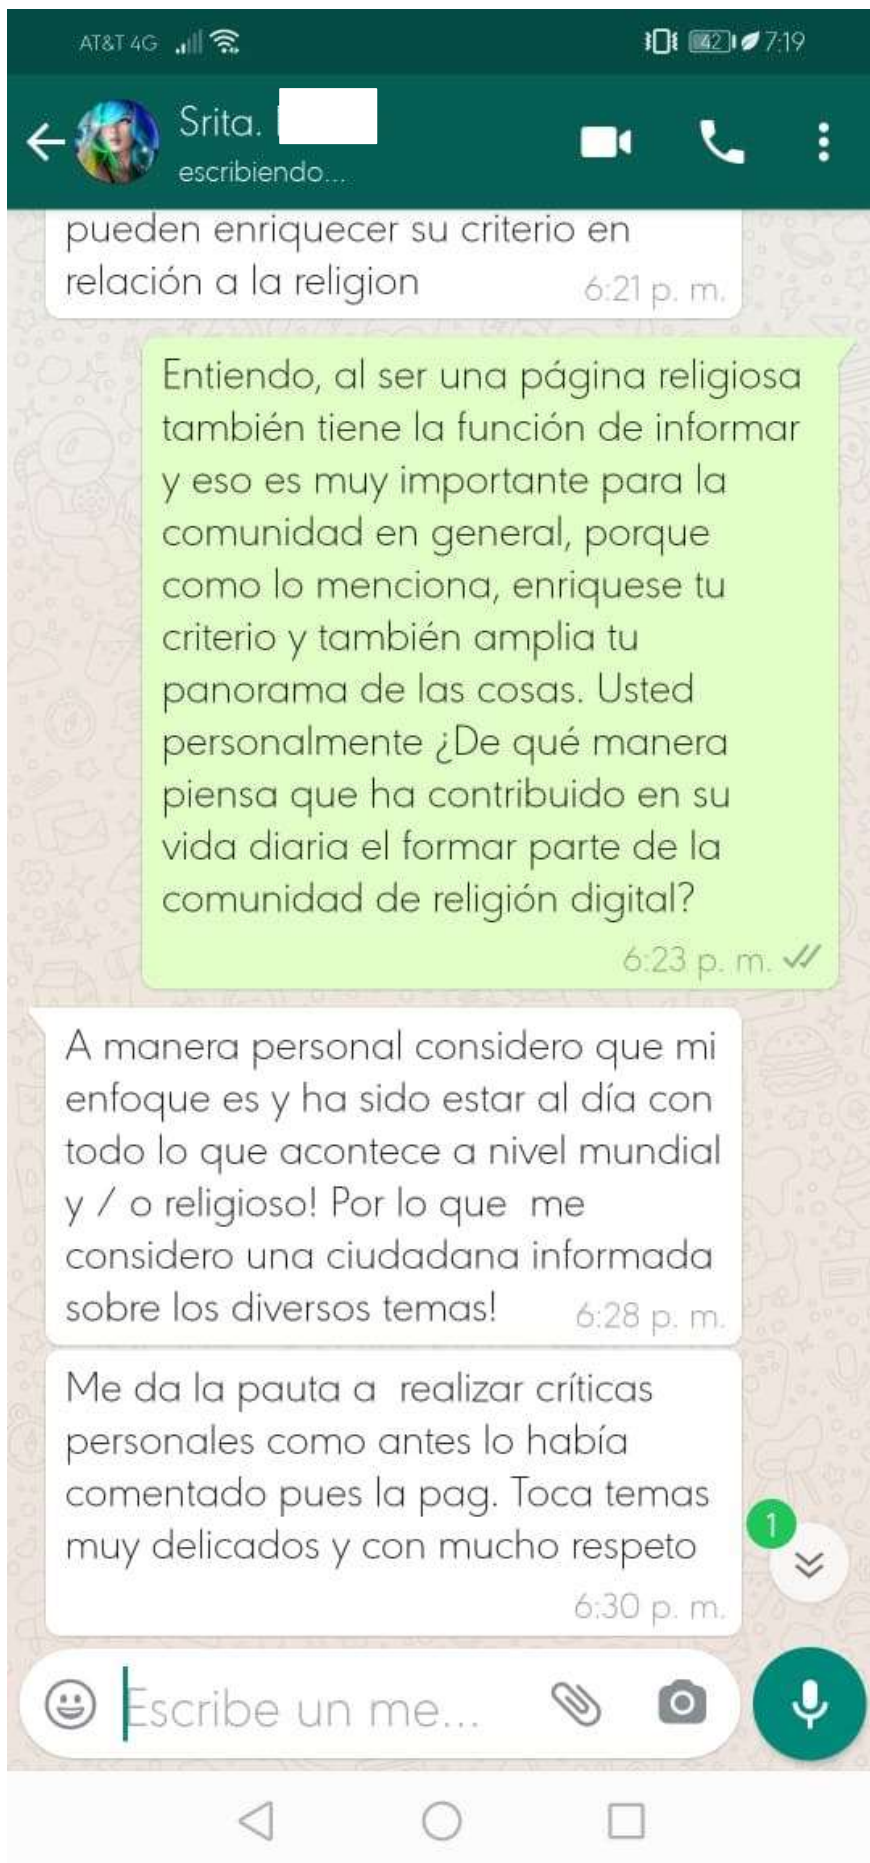 AT&T 4G 42 7:19
Srita.
escribiendo...
pueden enriquecer su criterio en
relación a la religion
6:21 p. m.
Entiendo, al ser una página religiosa
también tiene la función de informar
y eso es muy importante para la
comunidad en general, porque
como lo menciona, enriquese tu
criterio y también amplia tu
panorama de las cosas. Usted
personalmente ¿De qué manera
piensa que ha contribuido en su
vida diaria el formar parte de la
comunidad de religión digital?
6:23 p. m.
A manera personal considero que mi
enfoque es y ha sido estar al día con
todo lo que acontece a nivel mundial
y / o religioso! Por lo que me
considero una ciudadana informada
sobre los diversos temas!
6:28 p. m.
Me da la pauta a realizar críticas
personales como antes lo había
comentado pues la pag. Toca temas
muy delicados y con mucho respeto
1
6:30 p. m.
Escribe un me...